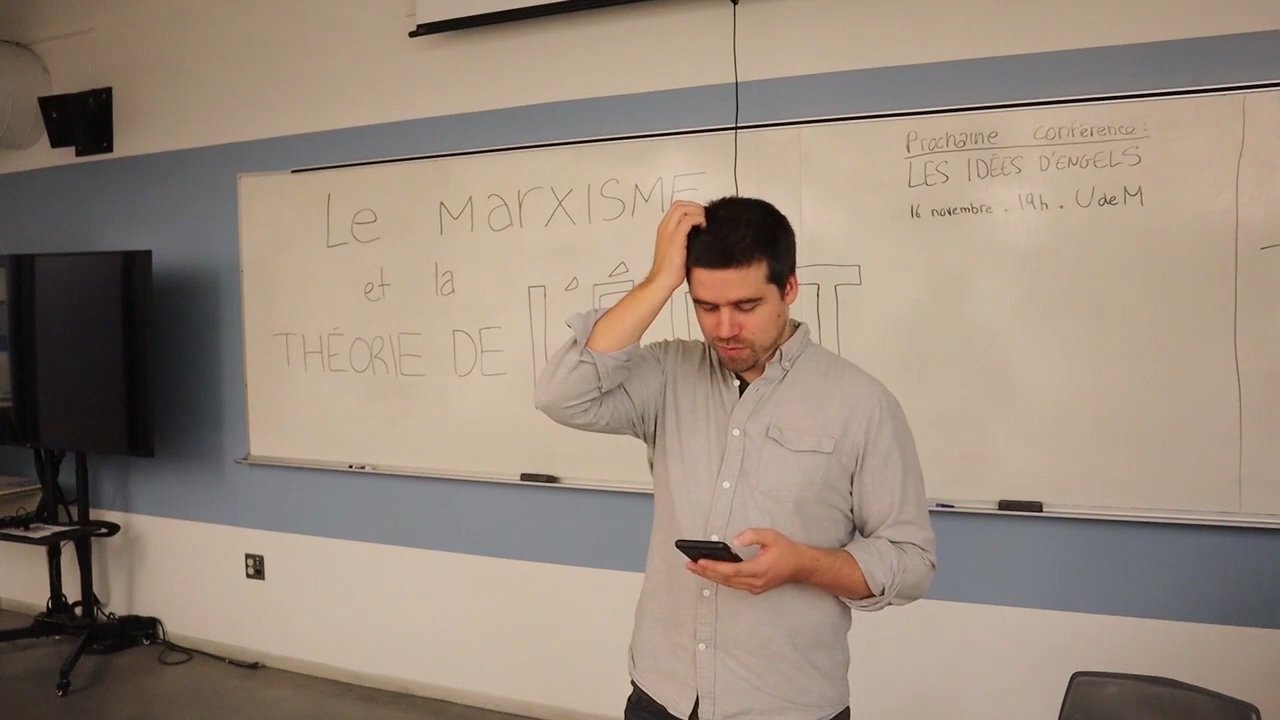 Le marxisme
et la
THÉORIE DE
Prochaine conférence :
LES IDÉES D'ENGELS
16 novembre . 19h . UdeM